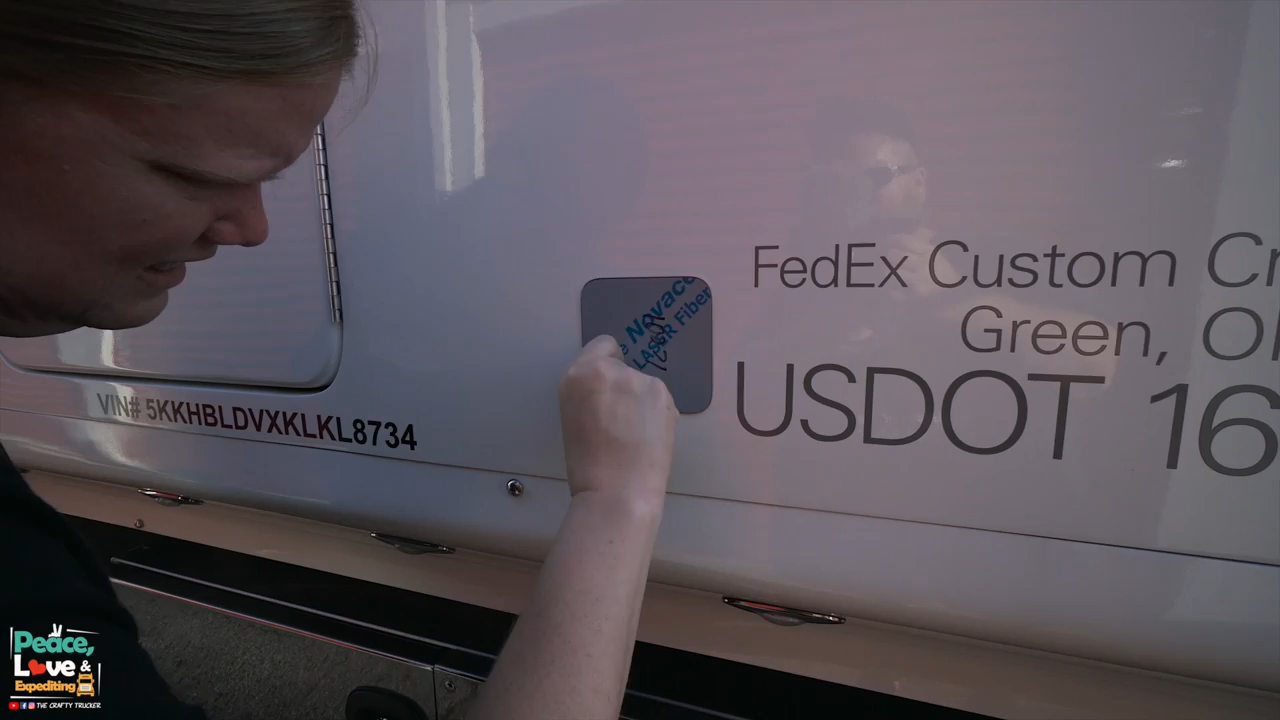 Novace
LASER Fiber
FedEx Custom Cr
Green, O
USDOT 16
VIN# 5KKHBLDVXKLKL8734
Peace,
Love &
Expediting
THE CRAFTY TRUCKER